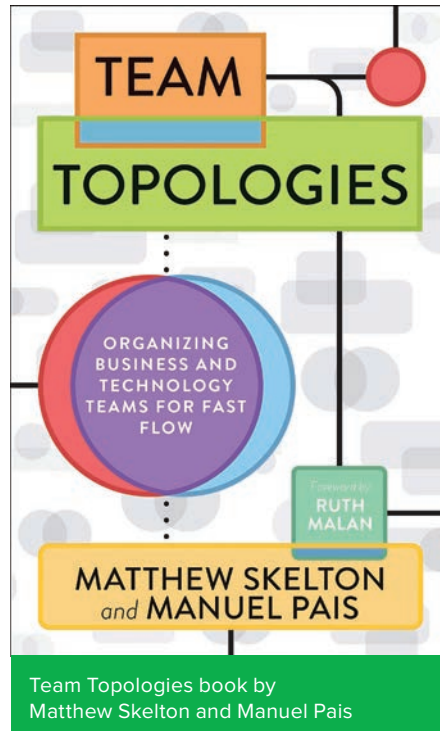 TEAM
TOPOLOGIES
ORGANIZING
BUSINESS AND
TECHNOLOGY
TEAMS FOR FAST
FLOW
Foreword by
RUTH
MALAN
MATTHEW SKELTON
and MANUEL PAIS
Team Topologies book by
Matthew Skelton and Manuel Pais